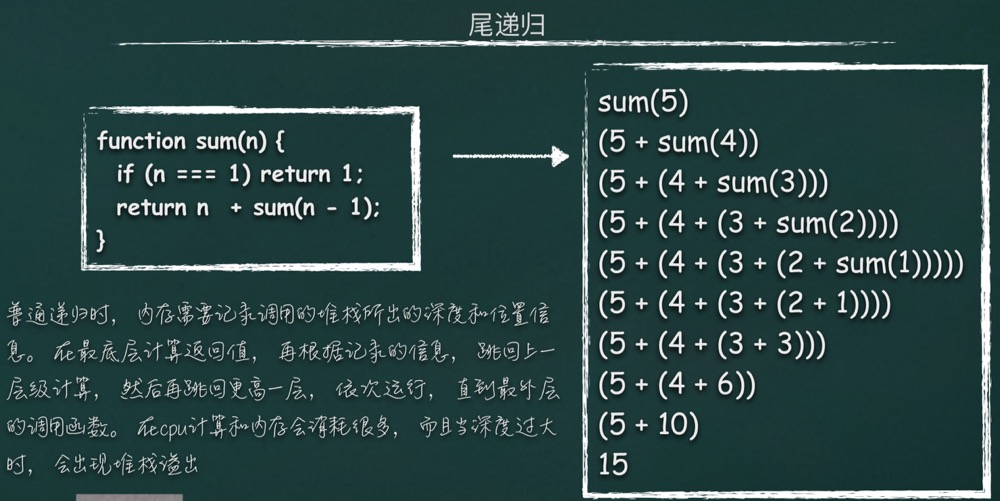 尾递归
function sum(n) {
if (n === 1) return 1;
return n + sum(n - 1);
}
普通递归时, 内存需要记录调用的堆栈所出的深度和位置信
息。在最底层计算返回值, 再根据记录的信息, 跳回上一
层级计算, 然后再跳回更高一层, 依次运行, 直到最外层
的调用函数。在cpu计算和内存会消耗很多, 而且当深度过大
时, 会出现堆栈溢出
sum(5)
(5 + sum(4))
(5 + (4 + sum(3)))
(5 + (4 + (3 + sum(2))))
(5 + (4 + (3 + (2 + sum(1)))))
(5 + (4 + (3 + (2 + 1))))
(5 + (4 + (3 + 3)))
(5 + (4 + 6))
(5 + 10)
15